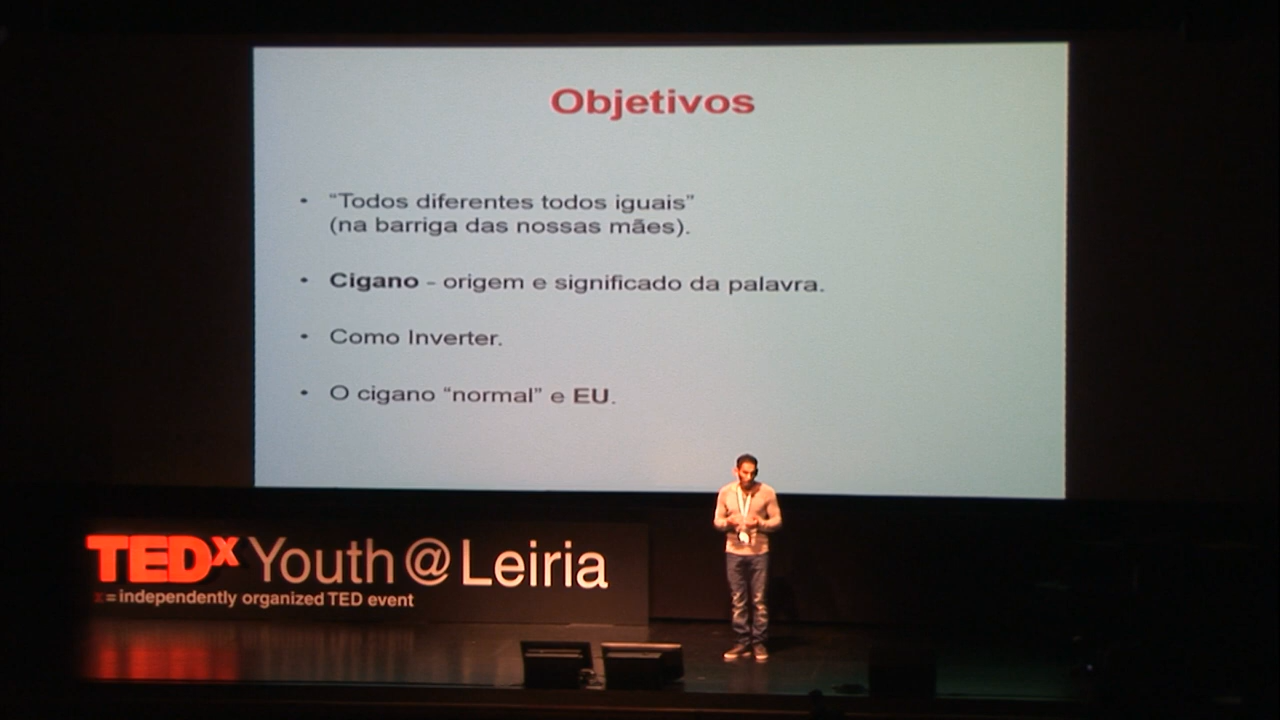 Objetivos
• “Todos diferentes todos iguais”
(na barriga das nossas mães).
• Cigano - origem e significado da palavra.
• Como Inverter.
• O cigano “normal” e EU.
TEDx Youth@Leiria
x = independently organized TED event